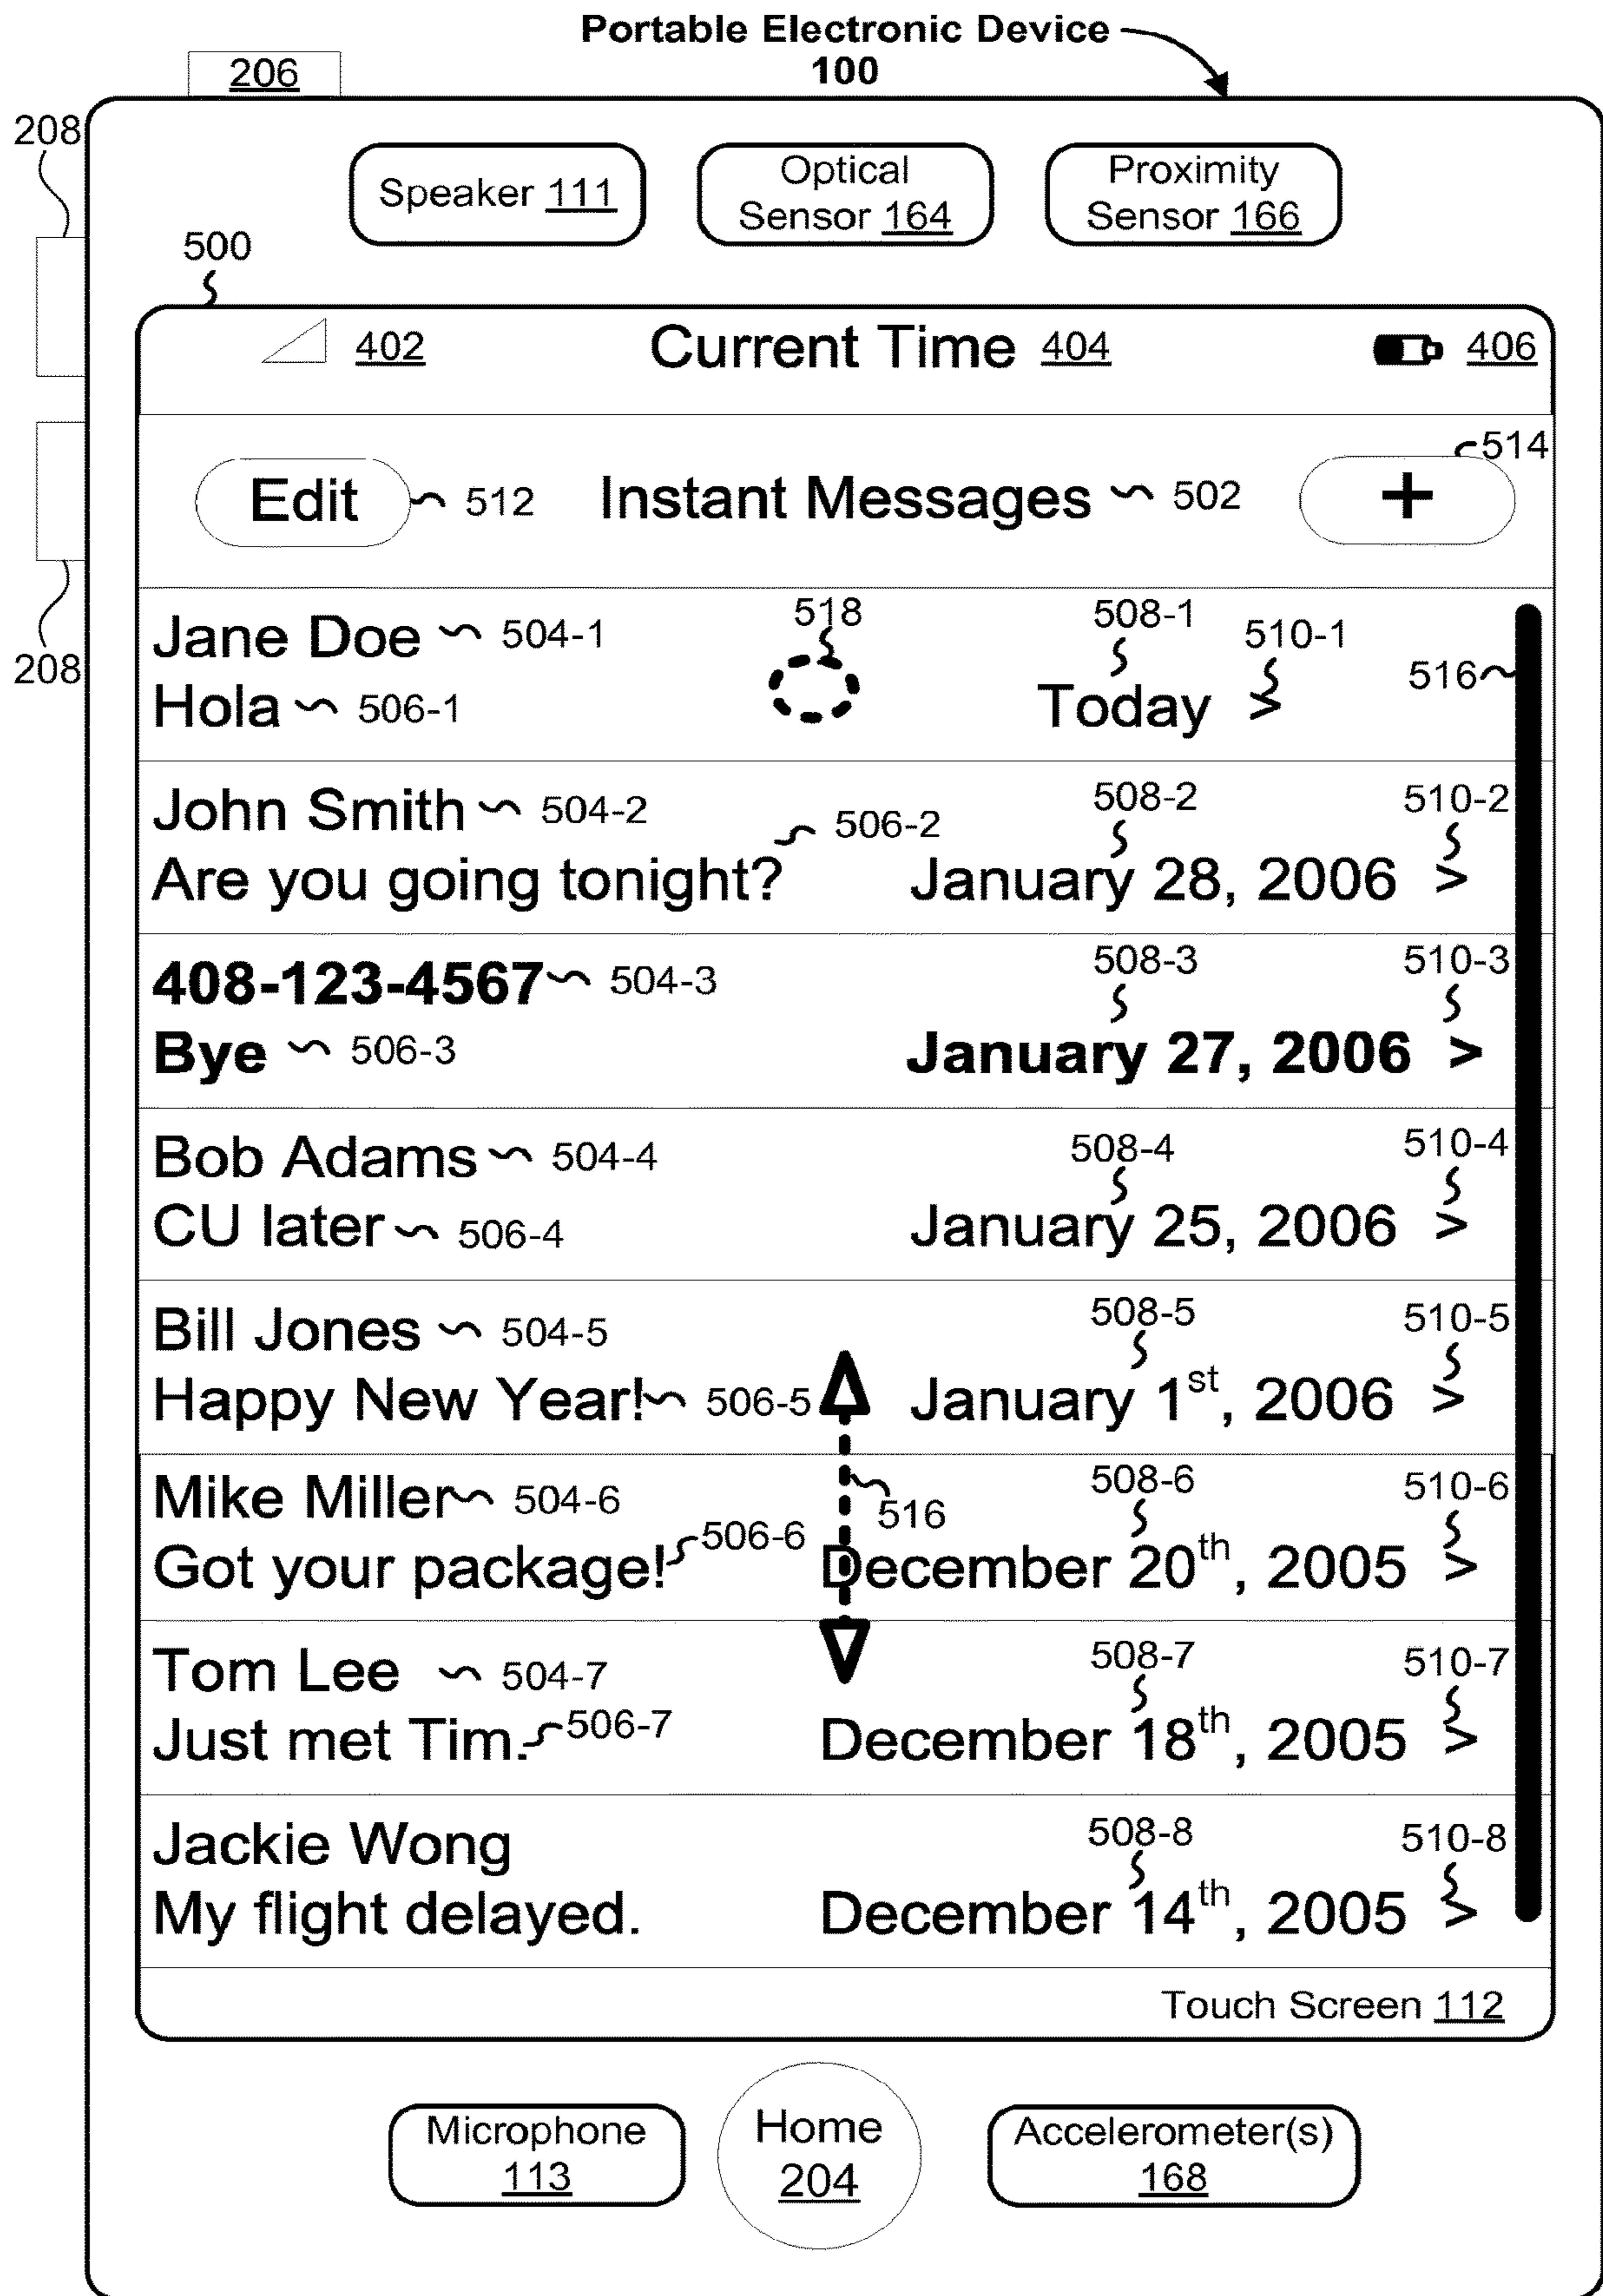 Portable Electronic Device
100
206
208
Speaker 111
Optical
Sensor 164
Proximity
Sensor 166
500
402 Current Time 404 406
514
Edit 512 Instant Messages 502 +
208
518 508-1
Jane Doe 504-1 510-1
516
Hola 506-1 Today >
John Smith 504-2 506-2 508-2 510-2
Are you going tonight? January 28, 2006 >
408-123-4567 504-3 508-3 510-3
Bye 506-3 January 27, 2006 >
Bob Adams 504-4 508-4 510-4
CU later 506-4 January 25, 2006 >
Bill Jones 504-5 508-5 510-5
Happy New Year! 506-5 January 1st, 2006 >
Mike Miller 504-6 516 508-6 510-6
Got your package! 506-6 December 20th, 2005 >
Tom Lee 504-7 508-7 510-7
Just met Tim. 506-7 December 18th, 2005 >
Jackie Wong 508-8 510-8
My flight delayed. December 14th, 2005 >
Touch Screen 112
Microphone
113
Home
204
Accelerometer(s)
168